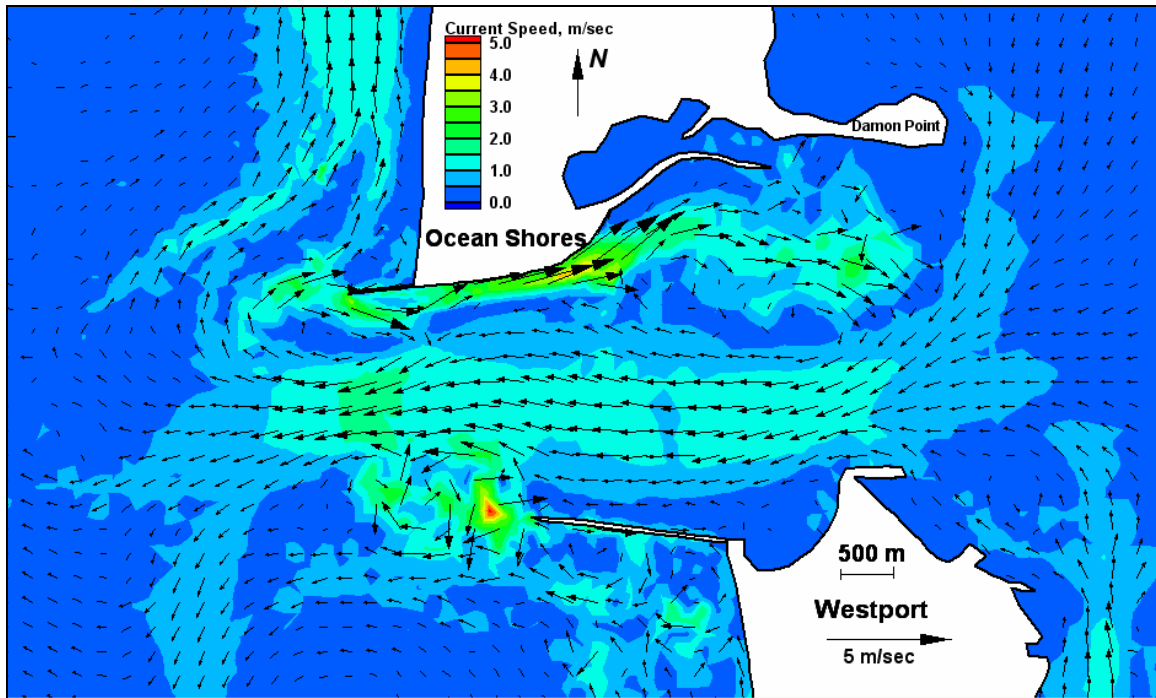 Current Speed, m/sec
5.0
4.0
3.0
2.0
1.0
0.0
N
Damon Point
Ocean Shores
500 m
Westport
5 m/sec